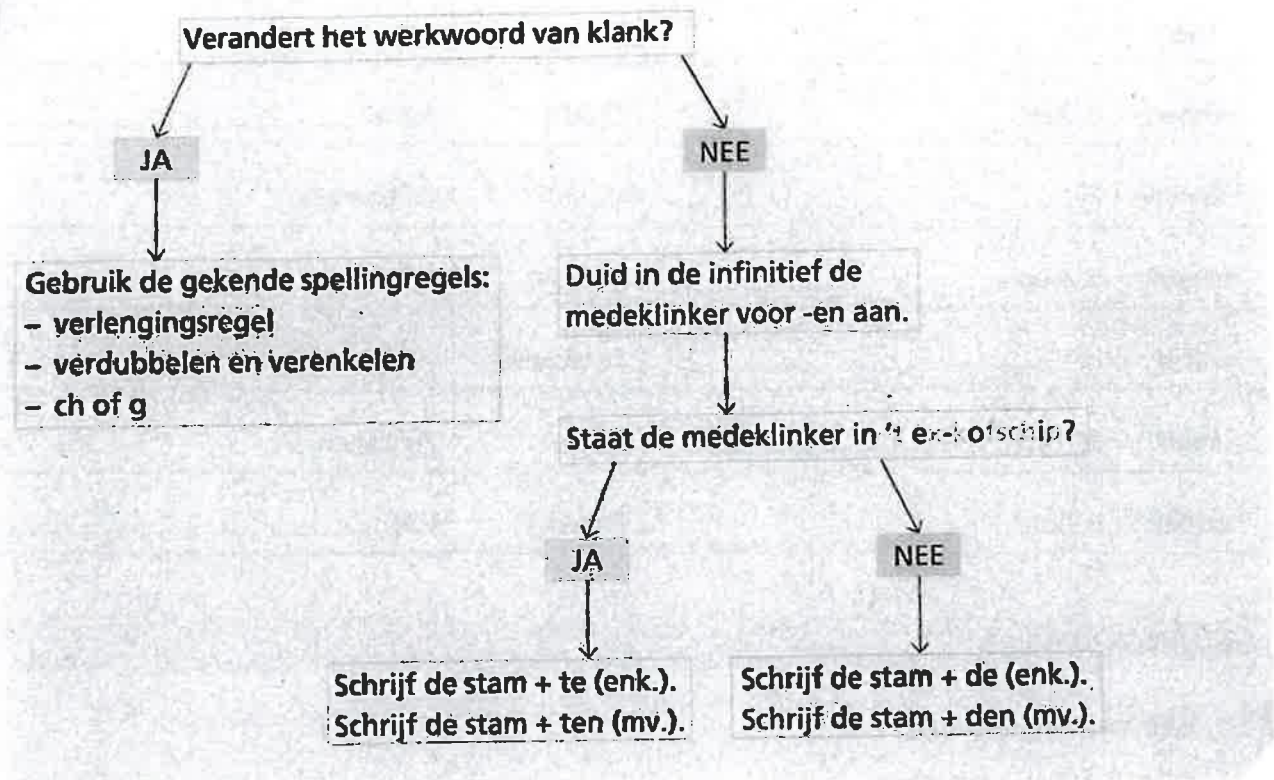 Verandert het werkwoord van klank?
JA
NEE
Gebruik de gekende spellingregels:
– verlengingsregel
– verdubbelen en verenkelen
– ch of g
Duid in de infinitief de
medeklinker voor -en aan.
Staat de medeklinker in 't ex-kofschip?
JA
NEE
Schrijf de stam + te (enk.).
Schrijf de stam + ten (mv.).
Schrijf de stam + de (enk.).
Schrijf de stam + den (mv.).